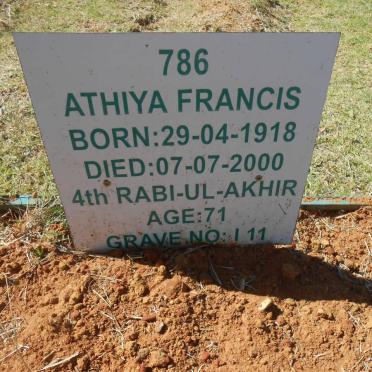 786
ATHIYA FRANCIS
BORN:29-04-1918
DIED:07-07-2000
4th RABI-UL-AKHIR
AGE:71
GRAVE NO: I 11